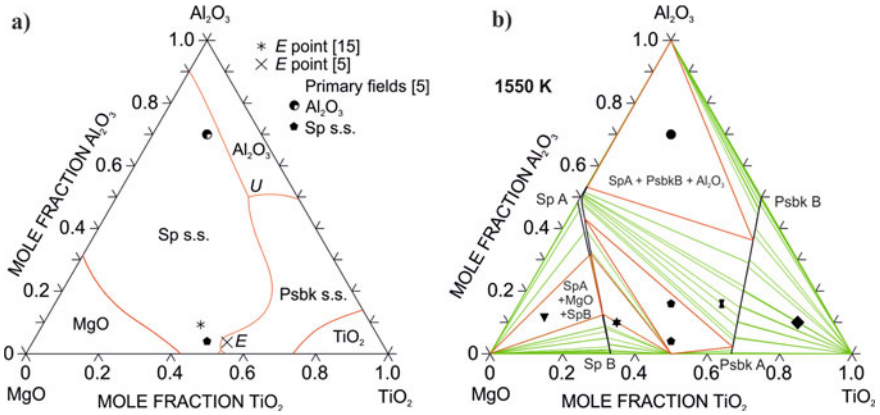 a)
Al₂O₃
1.0
0.8
0.6
0.4
0.2
0
MOLE FRACTION Al₂O₃
* E point [15]
× E point [5]
Primary fields [5]
Al₂O₃
Sp s.s.
Al₂O₃
U
Sp s.s.
Psbk s.s.
MgO
E
TiO₂
0.2 0.4 0.6 0.8 1.0
MgO
TiO₂
MOLE FRACTION TiO₂
b)
Al₂O₃
1.0
1550 K
0.8
0.6
0.4
0.2
0
MOLE FRACTION Al₂O₃
SpA + PsbkB + Al₂O₃
Sp A
Psbk B
SpA
+MgO
+SpB
Sp B
Psbk A
0.2 0.4 0.6 0.8 1.0
MgO
TiO₂
MOLE FRACTION TiO₂